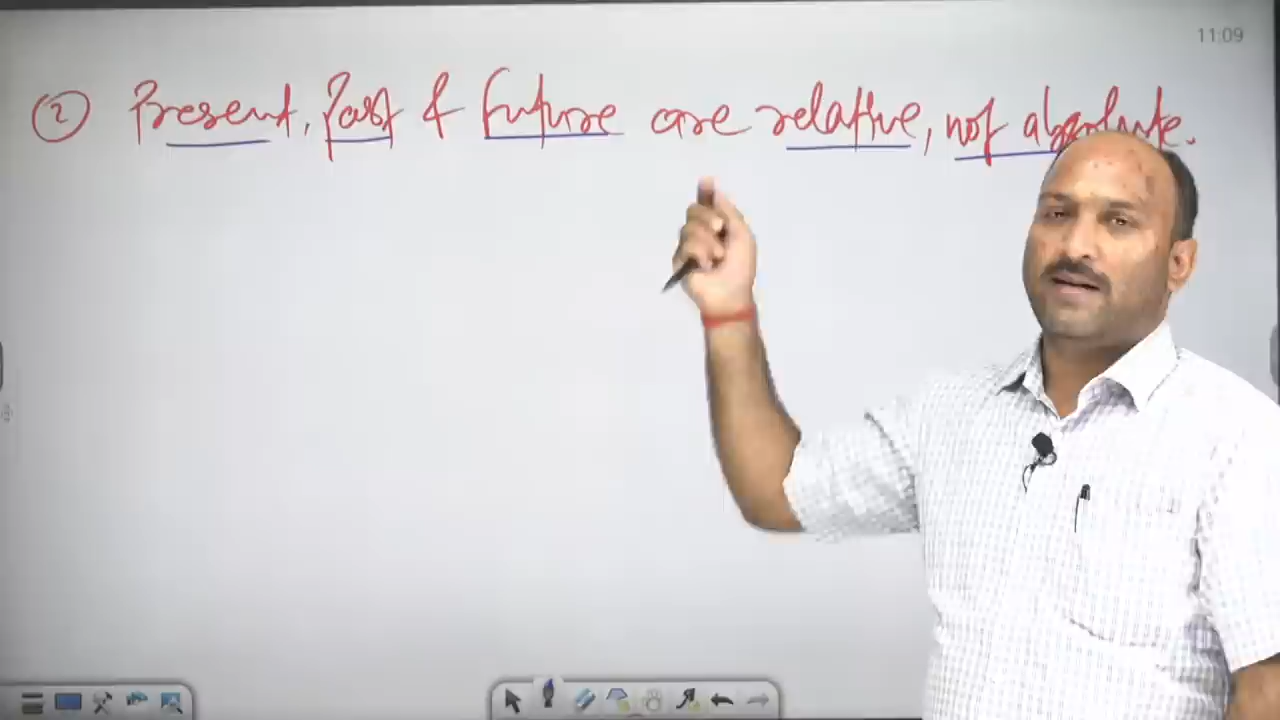 11:09
② Present, Past & Future are relative, not absolute.